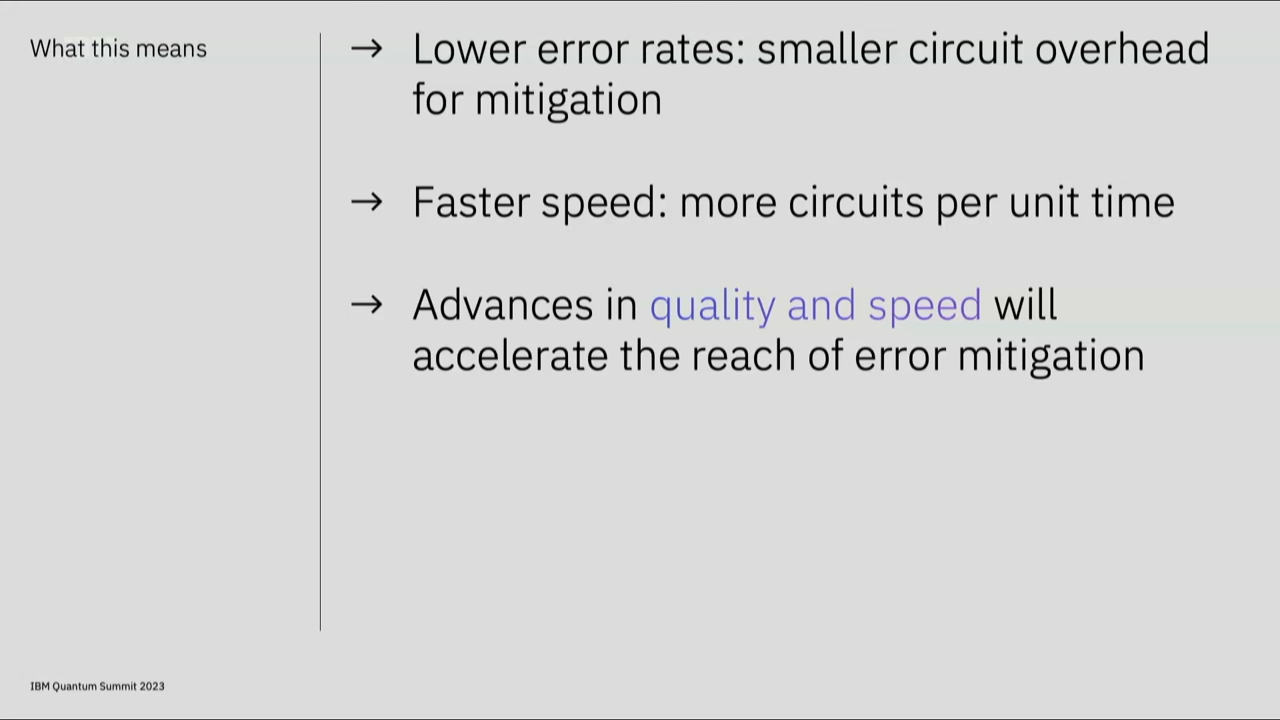 What this means
→ Lower error rates: smaller circuit overhead
for mitigation
→ Faster speed: more circuits per unit time
→ Advances in quality and speed will
accelerate the reach of error mitigation
IBM Quantum Summit 2023